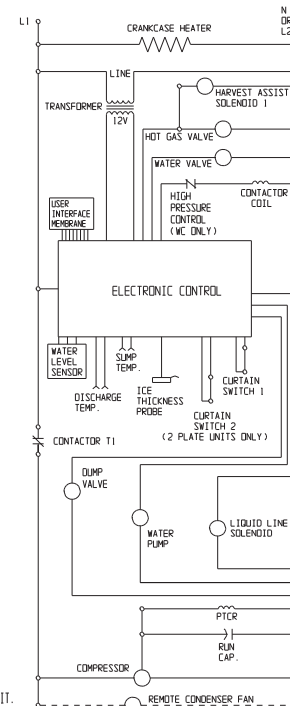 N
L1
CRANKCASE HEATER
LINE
TRANSFORMER
12V
HARVEST ASSIST
SOLENOID 1
HOT GAS VALVE
WATER VALVE
HIGH
PRESSURE
CONTROL
(WC ONLY)
CONTACTOR
COIL
USER
INTERFACE
MEMBRANE
ELECTRONIC CONTROL
WATER
LEVEL
SENSOR
SUMP
TEMP.
DISCHARGE
TEMP.
ICE
THICKNESS
PROBE
CURTAIN
SWITCH 1
CURTAIN
SWITCH 2
(2 PLATE UNITS ONLY)
CONTACTOR T1
DUMP
VALVE
WATER
PUMP
LIQUID LINE
SOLENOID
PTCR
RUN
CAP.
COMPRESSOR
IT.
REMOTE CONDENSER FAN